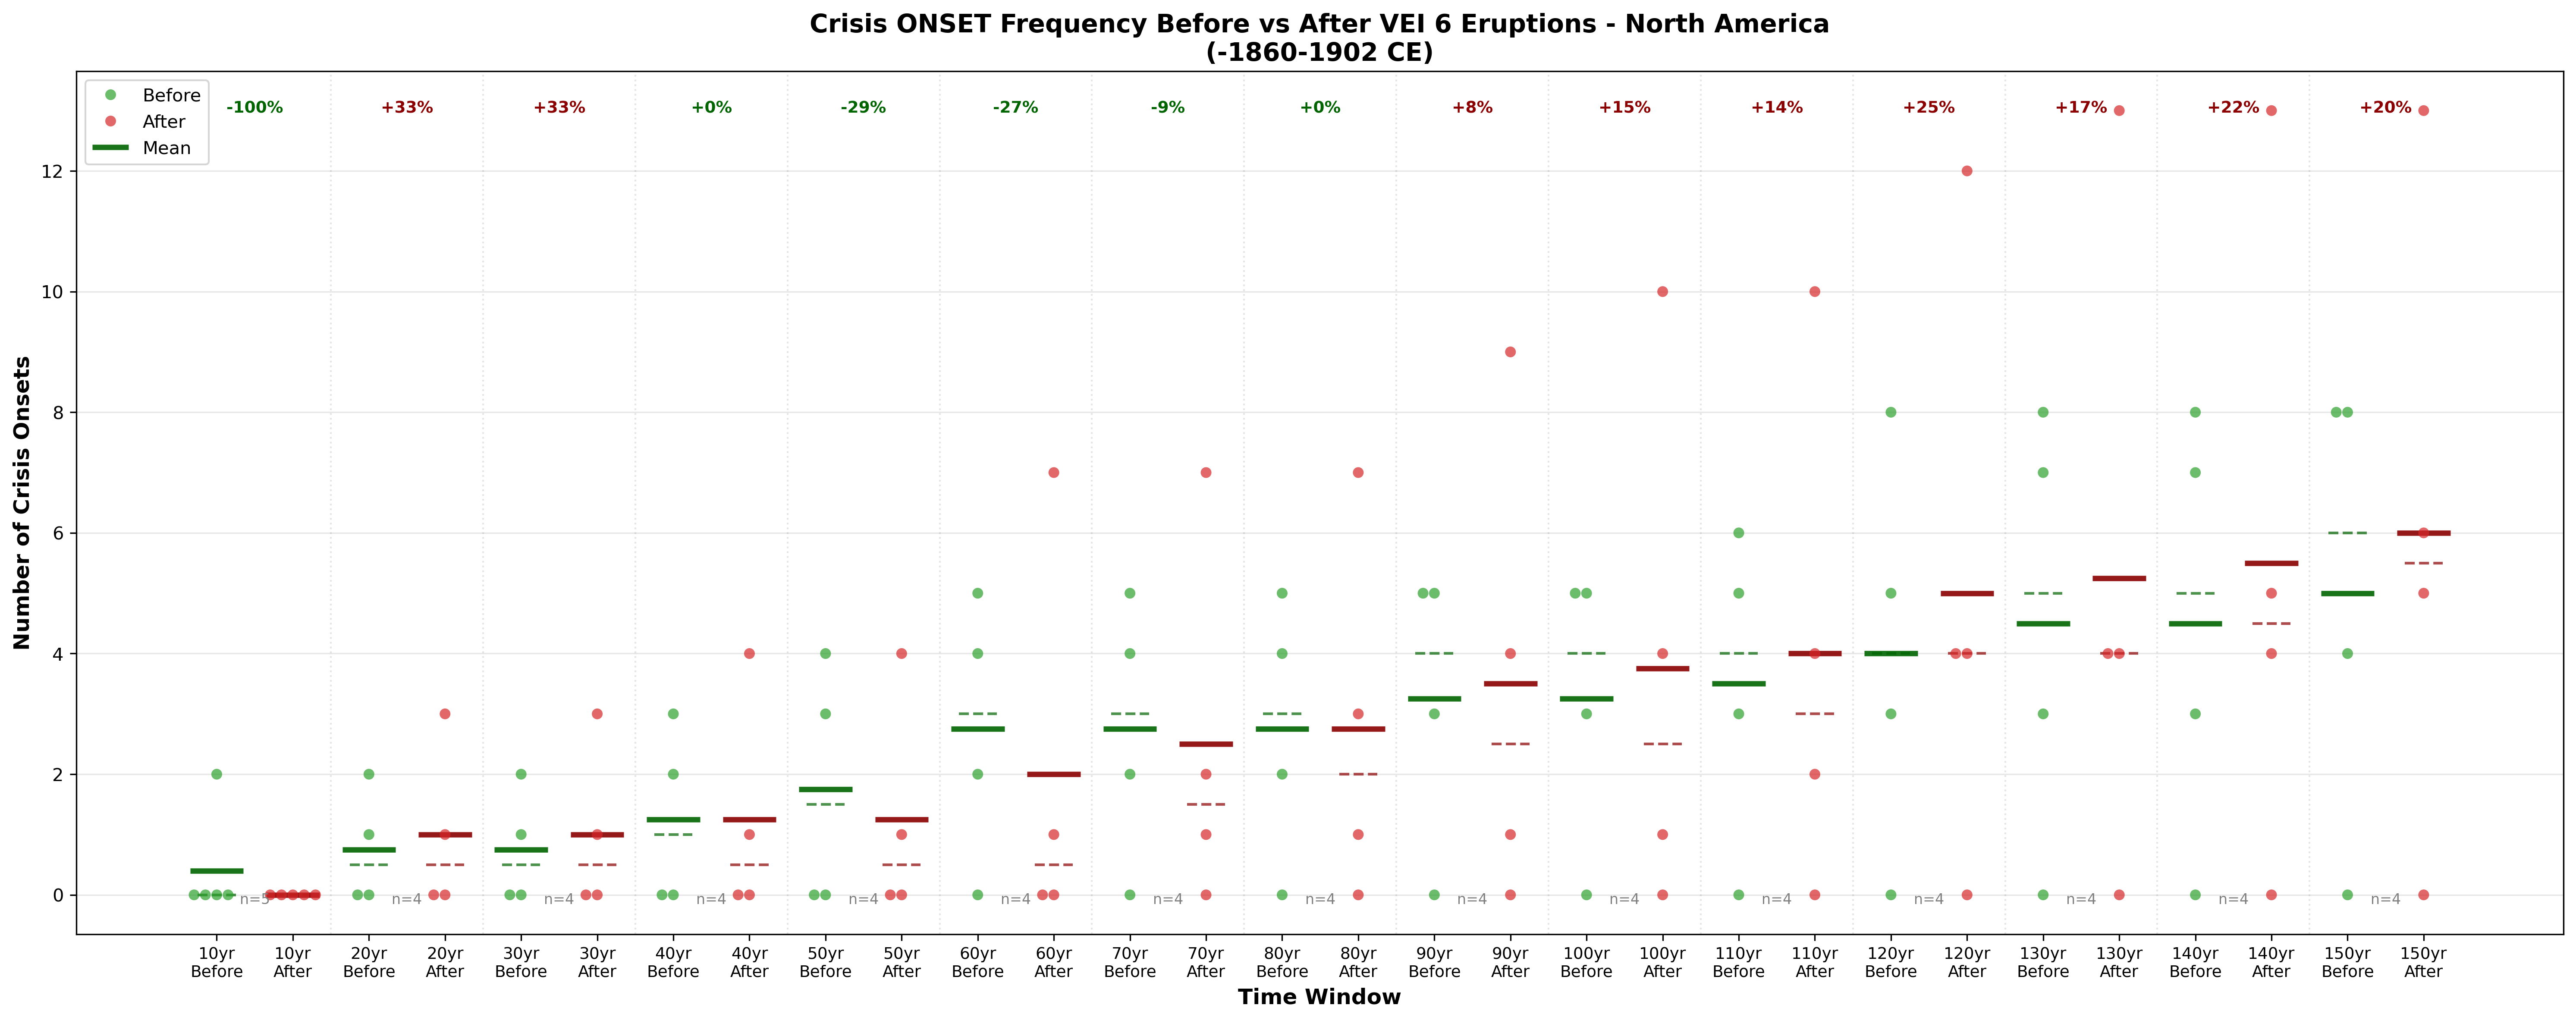 Crisis ONSET Frequency Before vs After VEI 6 Eruptions - North America
(-1860-1902 CE)
Before
After
Mean
-100% +33% +33% +0% -29% -27% -9% +0% +8% +15% +14% +25% +17% +22% +20%
Number of Crisis Onsets
12
10
8
6
4
2
0
n=5 n=4 n=4 n=4 n=4 n=4 n=4 n=4 n=4 n=4 n=4 n=4 n=4 n=4 n=4
10yr 10yr 20yr 20yr 30yr 30yr 40yr 40yr 50yr 50yr 60yr 60yr 70yr 70yr 80yr 80yr 90yr 90yr 100yr 100yr 110yr 110yr 120yr 120yr 130yr 130yr 140yr 140yr 150yr 150yr
Before After Before After Before After Before After Before After Before After Before After Before After Before After Before After Before After Before After Before After Before After Before After
Time Window